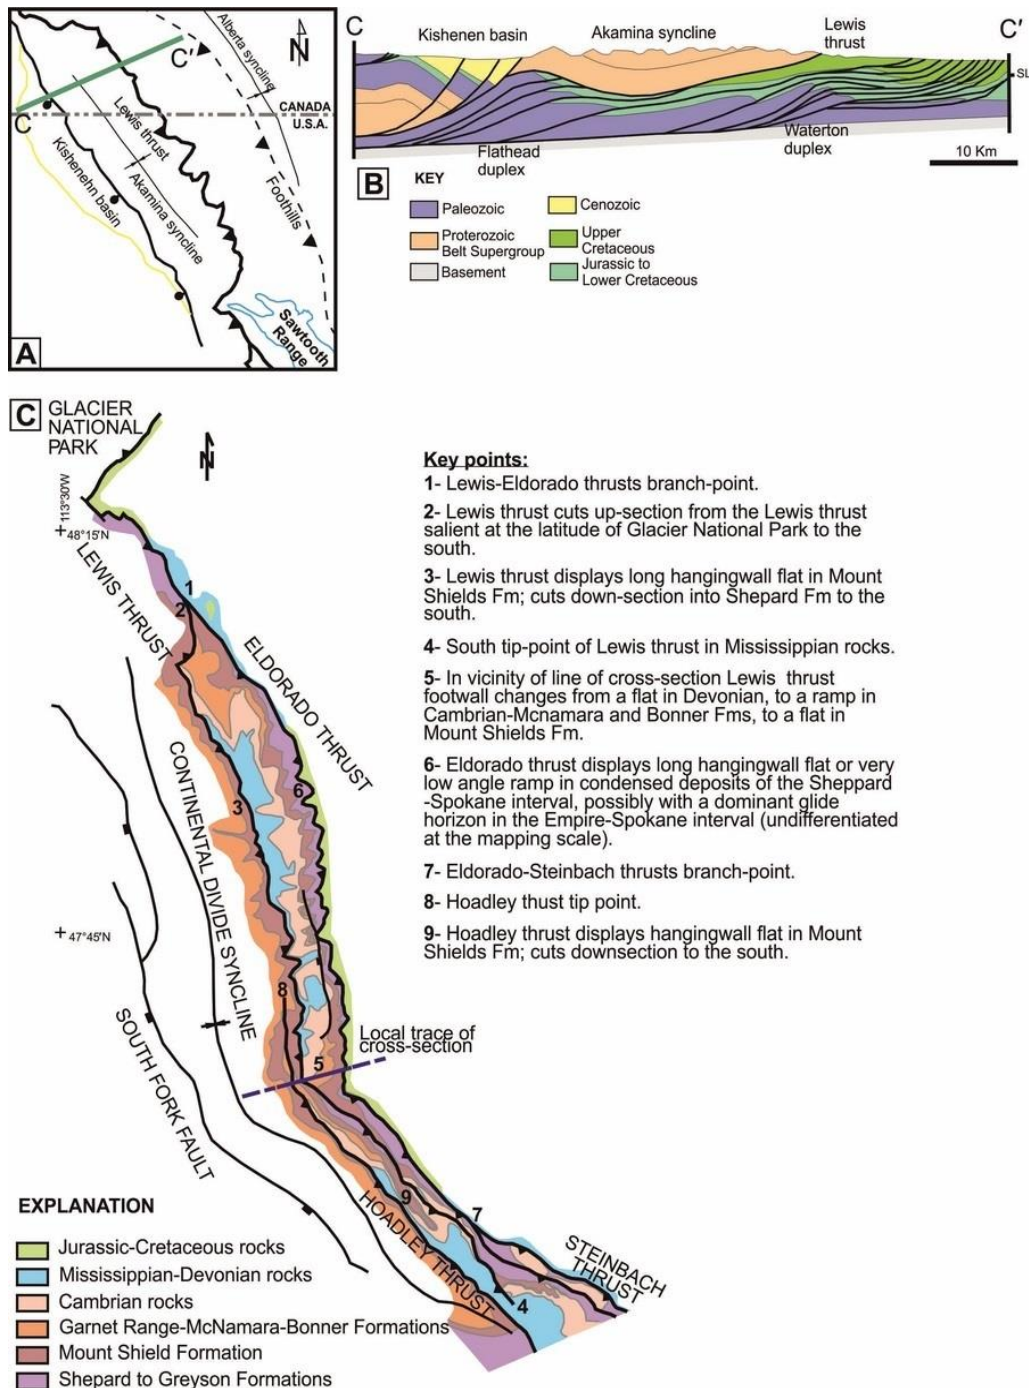 A
N
Alberta syncline
C'
CANADA
U.S.A.
C
Lewis thrust
Kishenehn basin
Akamina syncline
Foothills
Sawtooth
Range
B
C
Kishenen basin
Akamina syncline
Lewis
thrust
C'
SL
Flathead
duplex
Waterton
duplex
10 Km
KEY
Paleozoic
Cenozoic
Proterozoic
Belt Supergroup
Upper
Cretaceous
Basement
Jurassic to
Lower Cretaceous
C
GLACIER
NATIONAL
PARK
N
113°30'W
48°15'N
LEWIS THRUST
1
2
ELDORADO THRUST
CONTINENTAL DIVIDE SYNCLINE
3
6
47°45'N
8
SOUTH FORK FAULT
5
Local trace of
cross-section
9
HOADLEY THRUST
7
STEINBACH
THRUST
4
Key points:
1- Lewis-Eldorado thrusts branch-point.
2- Lewis thrust cuts up-section from the Lewis thrust
salient at the latitude of Glacier National Park to the
south.
3- Lewis thrust displays long hangingwall flat in Mount
Shields Fm; cuts down-section into Shepard Fm to the
south.
4- South tip-point of Lewis thrust in Mississippian rocks.
5- In vicinity of line of cross-section Lewis thrust
footwall changes from a flat in Devonian, to a ramp in
Cambrian-Mcnamara and Bonner Fms, to a flat in
Mount Shields Fm.
6- Eldorado thrust displays long hangingwall flat or very
low angle ramp in condensed deposits of the Sheppard
-Spokane interval, possibly with a dominant glide
horizon in the Empire-Spokane interval (undifferentiated
at the mapping scale).
7- Eldorado-Steinbach thrusts branch-point.
8- Hoadley thust tip point.
9- Hoadley thrust displays hangingwall flat in Mount
Shields Fm; cuts downsection to the south.
EXPLANATION
Jurassic-Cretaceous rocks
Mississippian-Devonian rocks
Cambrian rocks
Garnet Range-McNamara-Bonner Formations
Mount Shield Formation
Shepard to Greyson Formations